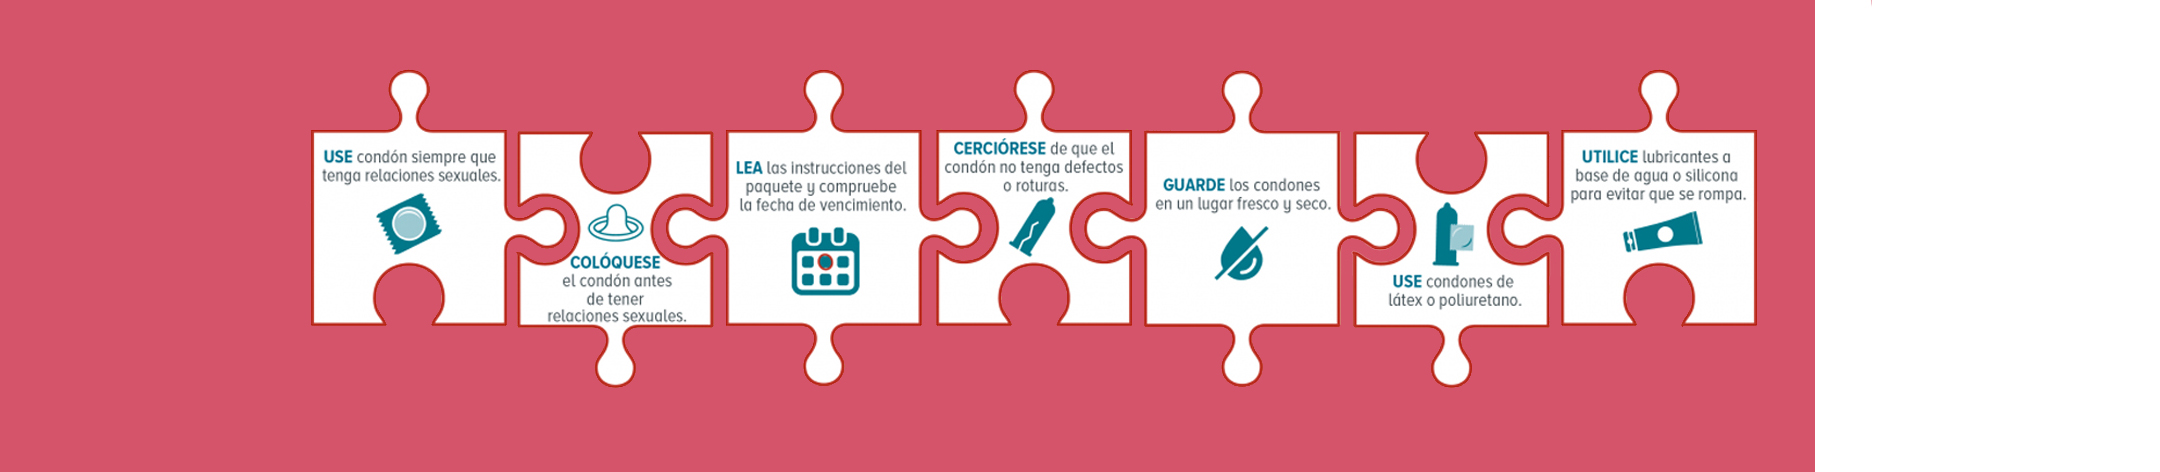 USE condón siempre que
tenga relaciones sexuales.
COLÓQUESE
el condón antes
de tener
relaciones sexuales.
LEA las instrucciones del
paquete y compruebe
la fecha de vencimiento.
CERCIÓRESE de que el
condón no tenga defectos
o roturas.
GUARDE los condones
en un lugar fresco y seco.
USE condones de
látex o poliuretano.
UTILICE lubricantes a
base de agua o silicona
para evitar que se rompa.